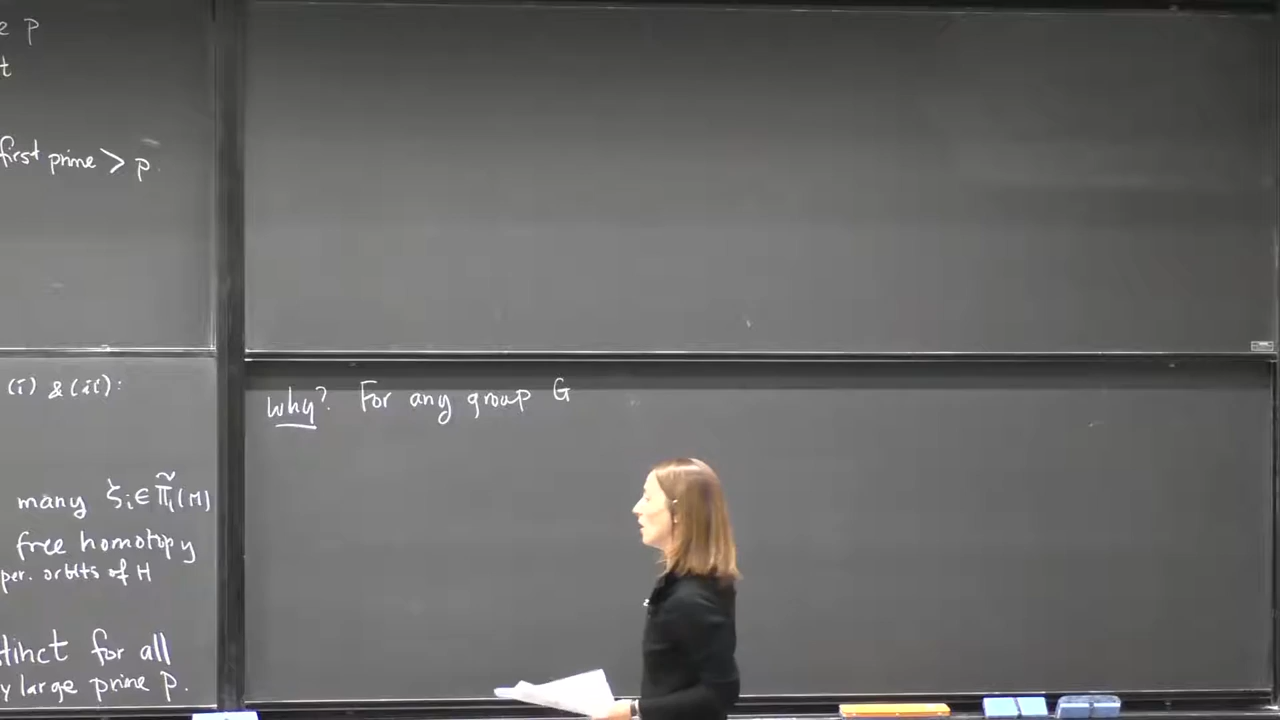 p
t
first prime > p.
(i) & (ii):
many ζᵢ ∈ π̃₁(M)
free homotopy
per. orbits of H
tinct for all
y large prime p.
Why? For any group G